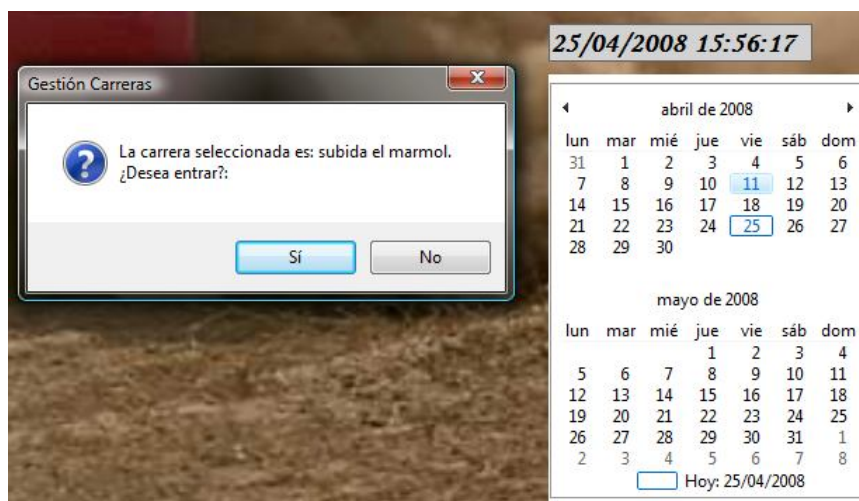 25/04/2008 15:56:17
Gestión Carreras
La carrera seleccionada es: subida el marmol.
¿Desea entrar?:
Sí No
abril de 2008
lun mar mié jue vie sáb dom
31 1 2 3 4 5 6
7 8 9 10 11 12 13
14 15 16 17 18 19 20
21 22 23 24 25 26 27
28 29 30
mayo de 2008
lun mar mié jue vie sáb dom
1 2 3 4
5 6 7 8 9 10 11
12 13 14 15 16 17 18
19 20 21 22 23 24 25
26 27 28 29 30 31 1
2 3 4 5 6 7 8
Hoy: 25/04/2008